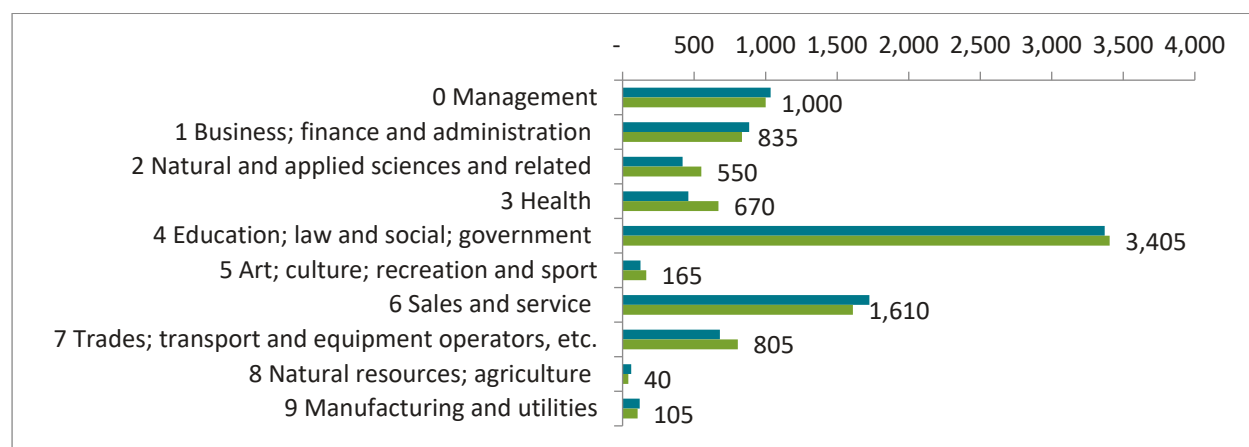 - 500 1,000 1,500 2,000 2,500 3,000 3,500 4,000
0 Management 1,000
1 Business; finance and administration 835
2 Natural and applied sciences and related 550
3 Health 670
4 Education; law and social; government 3,405
5 Art; culture; recreation and sport 165
6 Sales and service 1,610
7 Trades; transport and equipment operators, etc. 805
8 Natural resources; agriculture 40
9 Manufacturing and utilities 105